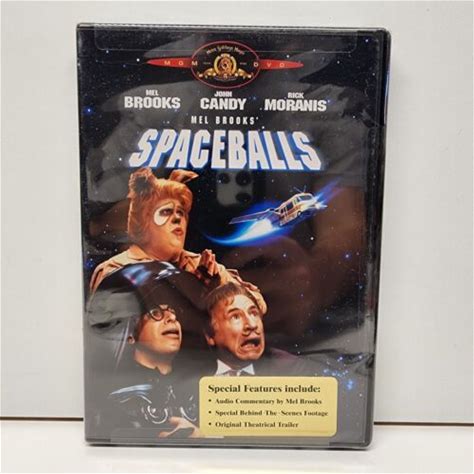 MGM DVD
MEL BROOKS JOHN CANDY RICK MORANIS
MEL BROOKS'
SPACEBALLS
Special Features include:
• Audio Commentary by Mel Brooks
• Special Behind-The-Scenes Footage
• Original Theatrical Trailer